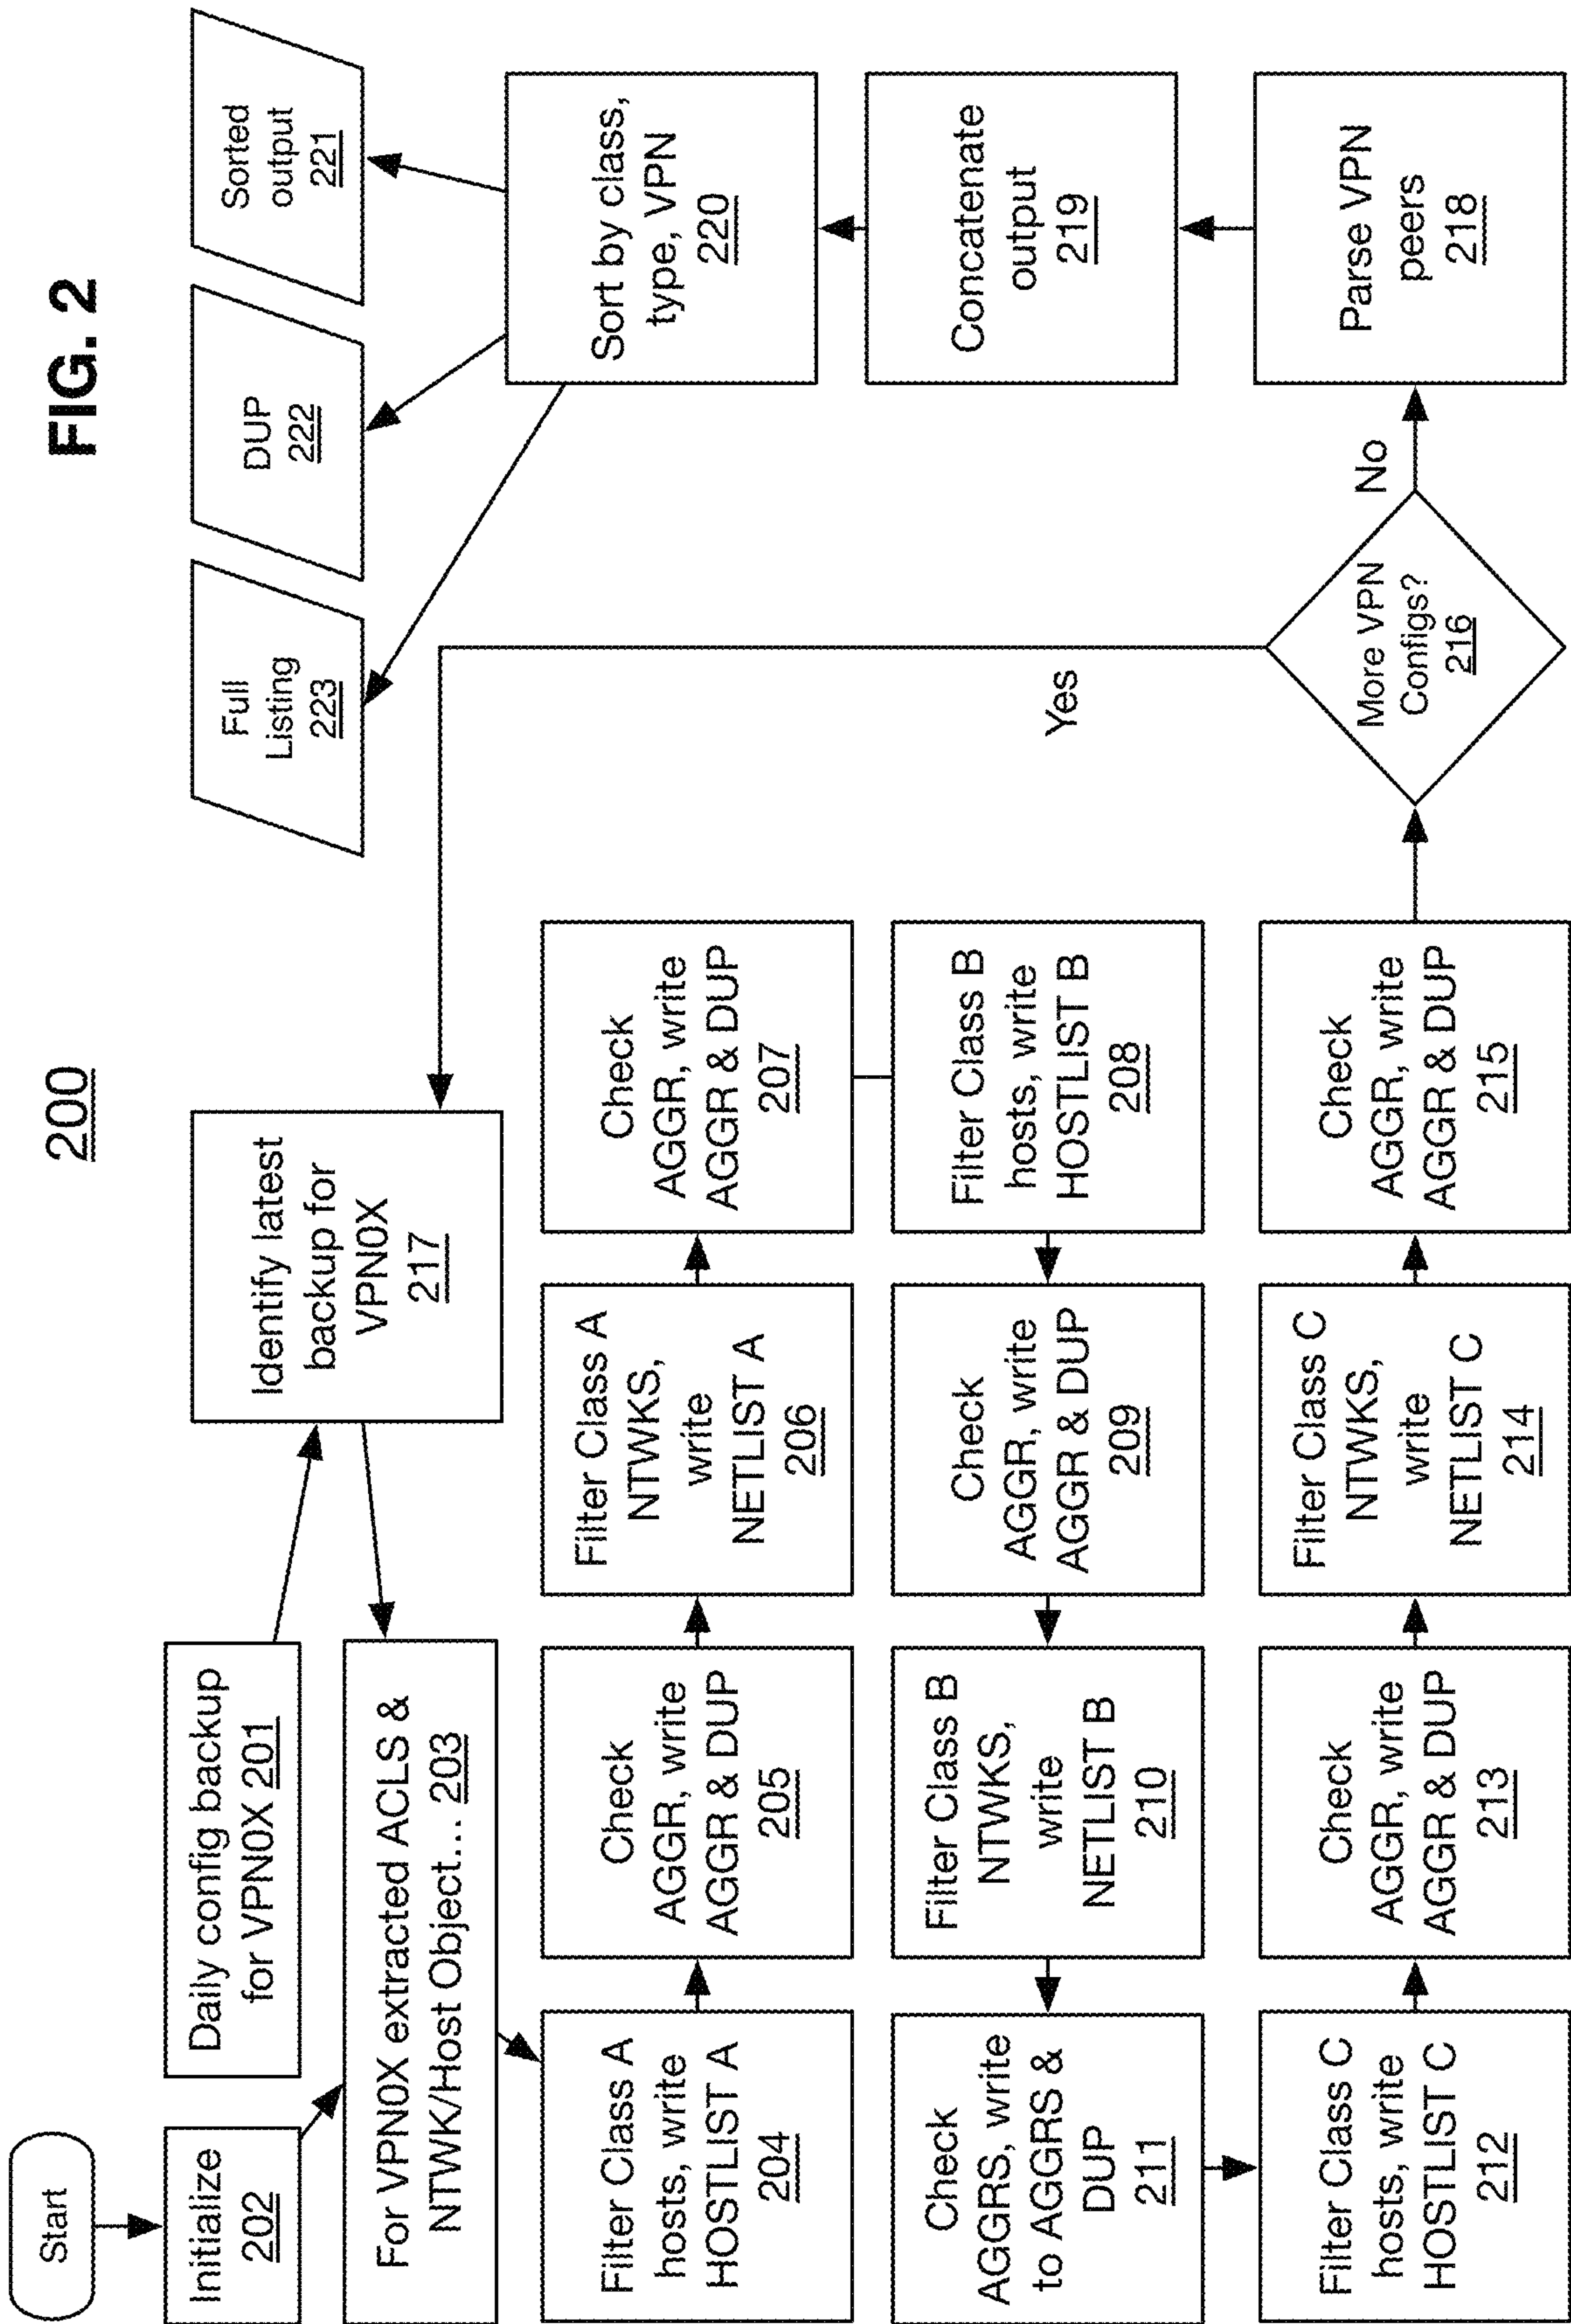 200
FIG. 2
Start
Initialize
202
Daily config backup
for VPN0X 201
For VPN0X extracted ACLS &
NTWK/Host Object... 203
Identify latest
backup for
VPN0X
217
Full
Listing
223
DUP
222
Sorted
output
221
Filter Class A
hosts, write
HOSTLIST A
204
Check
AGGR, write
AGGR & DUP
205
Filter Class A
NTWKS,
write
NETLIST A
206
Check
AGGR, write
AGGR & DUP
207
Filter Class B
hosts, write
HOSTLIST B
208
Check
AGGR, write
AGGR & DUP
209
Filter Class B
NTWKS,
write
NETLIST B
210
Check
AGGRS, write
to AGGRS &
DUP
211
Filter Class C
hosts, write
HOSTLIST C
212
Check
AGGR, write
AGGR & DUP
213
Filter Class C
NTWKS,
write
NETLIST C
214
Check
AGGR, write
AGGR & DUP
215
More VPN
Configs?
216
Yes
No
Parse VPN
peers
218
Concatenate
output
219
Sort by class,
type, VPN
220